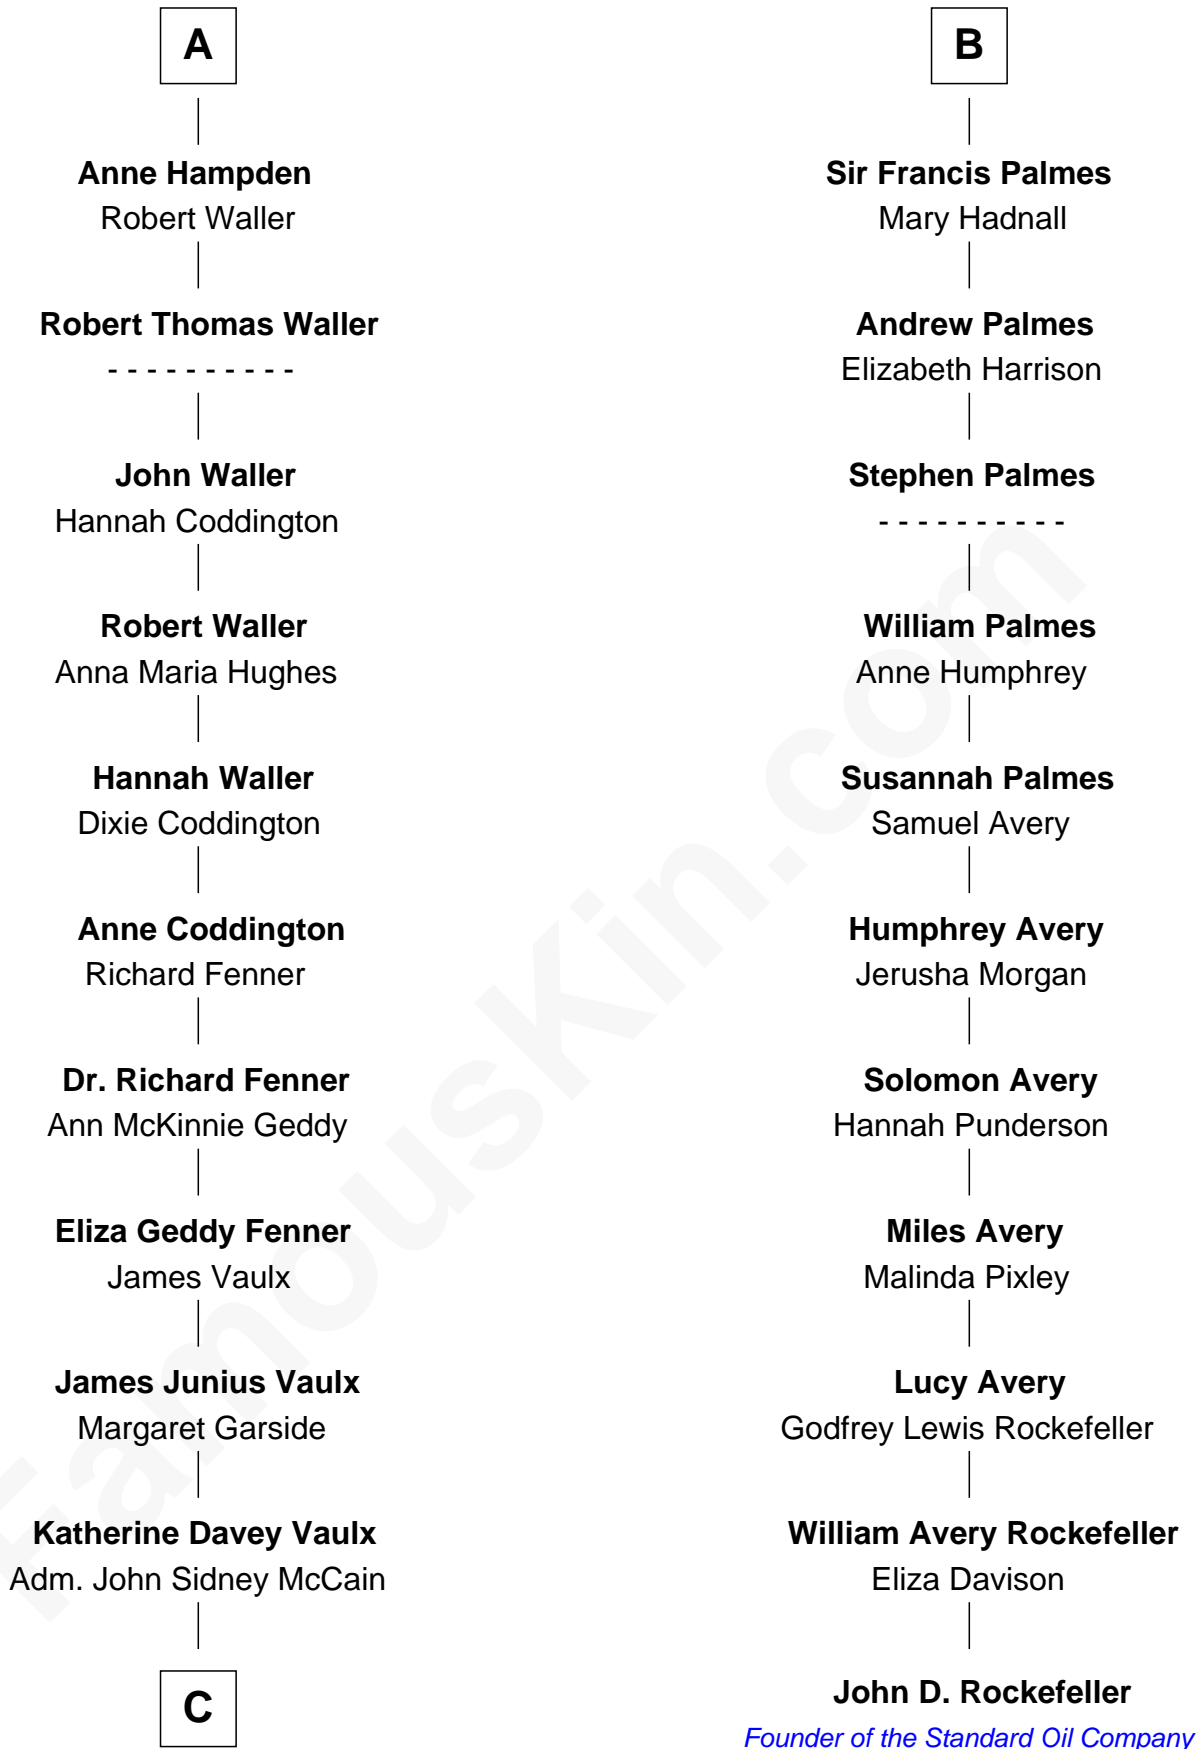 A
Anne Hampden
Robert Waller
Robert Thomas Waller
- - - - - - - - - -
John Waller
Hannah Coddington
Robert Waller
Anna Maria Hughes
Hannah Waller
Dixie Coddington
Anne Coddington
Richard Fenner
Dr. Richard Fenner
Ann McKinnie Geddy
Eliza Geddy Fenner
James Vaulx
James Junius Vaulx
Margaret Garside
Katherine Davey Vaulx
Adm. John Sidney McCain
C
B
Sir Francis Palmes
Mary Hadnall
Andrew Palmes
Elizabeth Harrison
Stephen Palmes
- - - - - - - - - -
William Palmes
Anne Humphrey
Susannah Palmes
Samuel Avery
Humphrey Avery
Jerusha Morgan
Solomon Avery
Hannah Punderson
Miles Avery
Malinda Pixley
Lucy Avery
Godfrey Lewis Rockefeller
William Avery Rockefeller
Eliza Davison
John D. Rockefeller
Founder of the Standard Oil Company
FamousKin.com